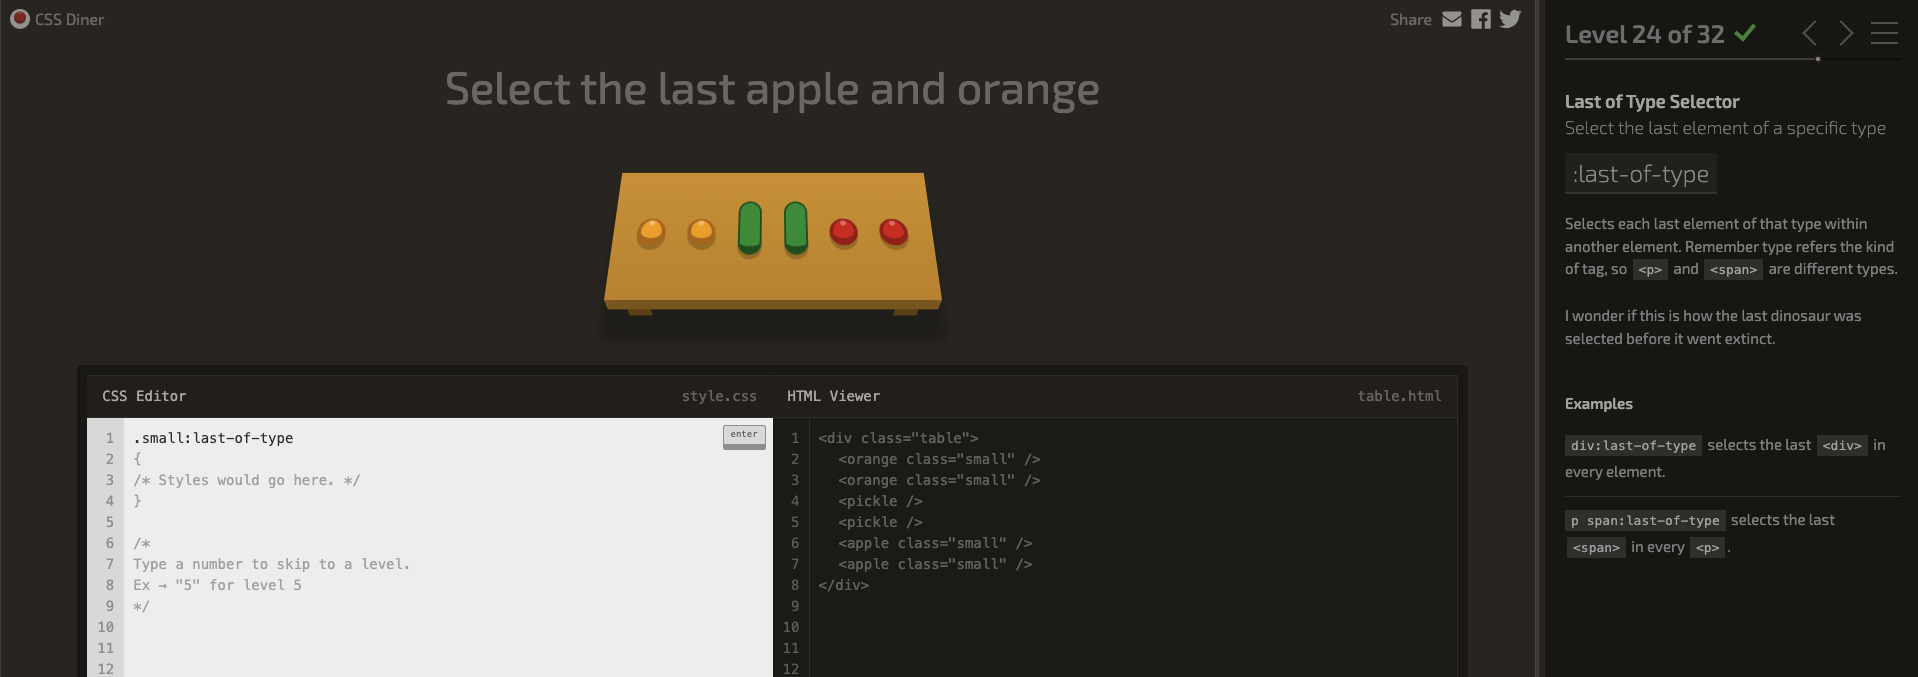 CSS Diner
Share
Select the last apple and orange
CSS Editor
style.css
1 .small:last-of-type
enter
2 {
3 /* Styles would go here. */
4 }
5
6 /*
7 Type a number to skip to a level.
8 Ex → "5" for level 5
9 */
10
11
12
HTML Viewer
table.html
1 <div class="table">
2 <orange class="small" />
3 <orange class="small" />
4 <pickle />
5 <pickle />
6 <apple class="small" />
7 <apple class="small" />
8 </div>
9
10
11
12
Level 24 of 32
Last of Type Selector
Select the last element of a specific type
:last-of-type
Selects each last element of that type within
another element. Remember type refers the kind
of tag, so <p> and <span> are different types.
I wonder if this is how the last dinosaur was
selected before it went extinct.
Examples
div:last-of-type selects the last <div> in
every element.
p span:last-of-type selects the last
<span> in every <p>.